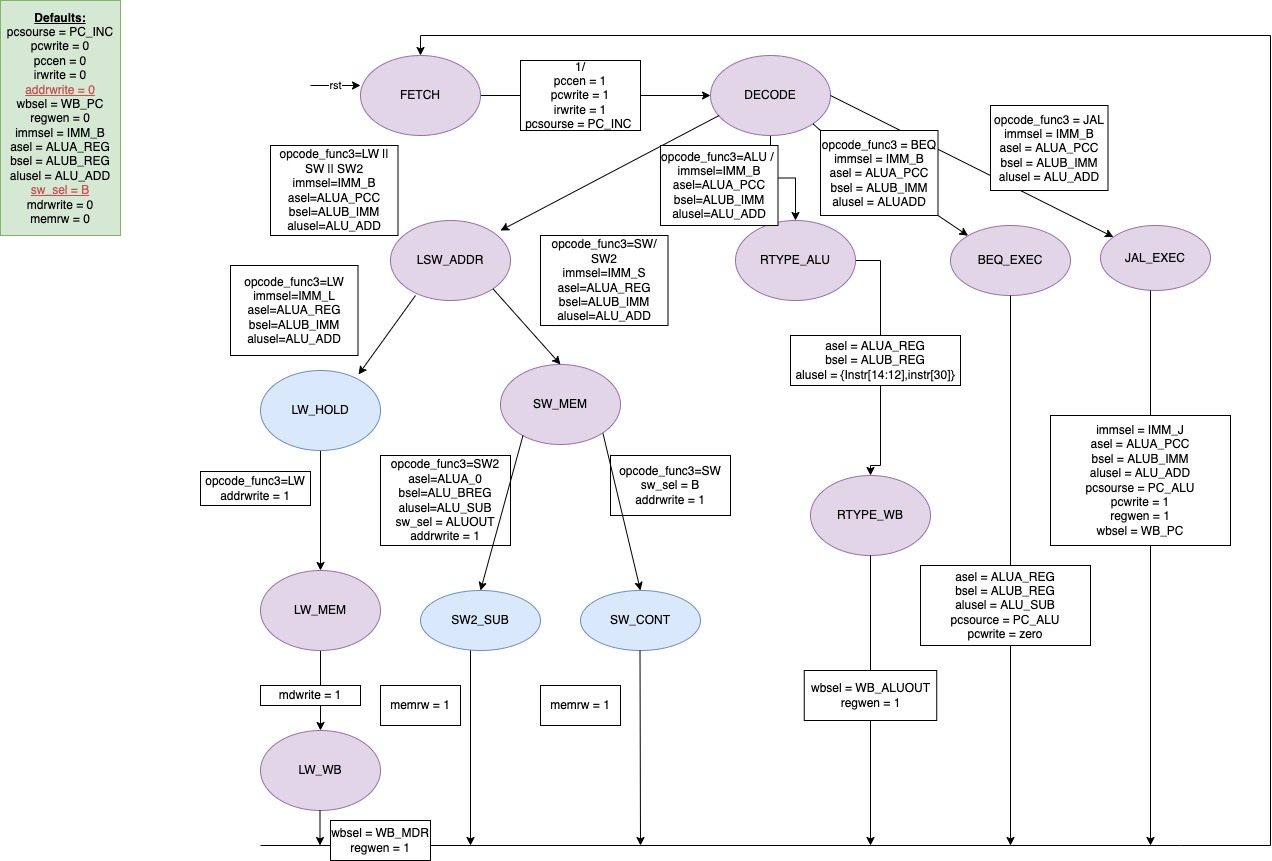 Defaults:
pcsourse = PC_INC
pcwrite = 0
pccen = 0
irwrite = 0
addrwrite = 0
wbsel = WB_PC
regwen = 0
immsel = IMM_B
asel = ALUA_REG
bsel = ALUB_REG
alusel = ALU_ADD
sw_sel = B
mdrwrite = 0
memrw = 0
rst
FETCH
1/
pccen = 1
pcwrite = 1
irwrite = 1
pcsourse = PC_INC
DECODE
opcode_func3=LW ||
SW || SW2
immsel=IMM_B
asel=ALUA_PCC
bsel=ALUB_IMM
alusel=ALU_ADD
opcode_func3=ALU /
immsel=IMM_B
asel=ALUA_PCC
bsel=ALUB_IMM
alusel=ALU_ADD
opcode_func3 = BEQ
immsel = IMM_B
asel = ALUA_PCC
bsel = ALUB_IMM
alusel = ALUADD
opcode_func3 = JAL
immsel = IMM_B
asel = ALUA_PCC
bsel = ALUB_IMM
alusel = ALU_ADD
LSW_ADDR
RTYPE_ALU
BEQ_EXEC
JAL_EXEC
opcode_func3=LW
immsel=IMM_L
asel=ALUA_REG
bsel=ALUB_IMM
alusel=ALU_ADD
opcode_func3=SW/
SW2
immsel=IMM_S
asel=ALUA_REG
bsel=ALUB_IMM
alusel=ALU_ADD
asel = ALUA_REG
bsel = ALUB_REG
alusel = {Instr[14:12],instr[30]}
LW_HOLD
SW_MEM
immsel = IMM_J
asel = ALUA_PCC
bsel = ALUB_IMM
alusel = ALU_ADD
pcsourse = PC_ALU
pcwrite = 1
regwen = 1
wbsel = WB_PC
opcode_func3=LW
addrwrite = 1
opcode_func3=SW2
asel=ALUA_0
bsel=ALU_BREG
alusel=ALU_SUB
sw_sel = ALUOUT
addrwrite = 1
opcode_func3=SW
sw_sel = B
addrwrite = 1
RTYPE_WB
LW_MEM
SW2_SUB
SW_CONT
asel = ALUA_REG
bsel = ALUB_REG
alusel = ALU_SUB
pcsource = PC_ALU
pcwrite = zero
mdwrite = 1
memrw = 1
memrw = 1
wbsel = WB_ALUOUT
regwen = 1
LW_WB
wbsel = WB_MDR
regwen = 1